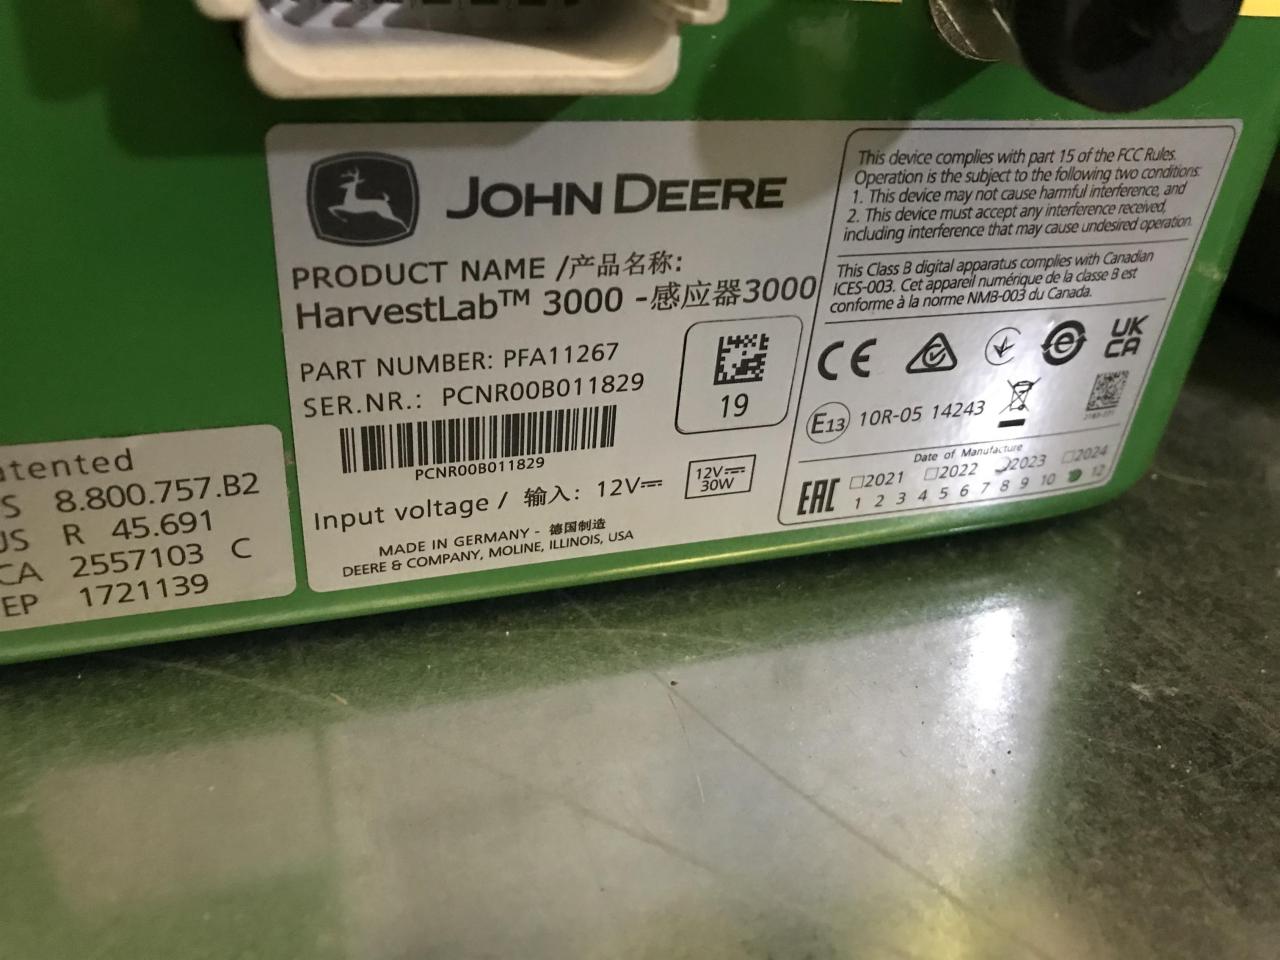 JOHN DEERE
PRODUCT NAME /产品名称:
HarvestLab™ 3000 -感应器3000
PART NUMBER: PFA11267
SER.NR.: PCNR00B011829
PCNR00B011829
19
Input voltage / 输入: 12V
12V
30W
MADE IN GERMANY - 德国制造
DEERE & COMPANY, MOLINE, ILLINOIS, USA
This device complies with part 15 of the FCC Rules.
Operation is the subject to the following two conditions:
1. This device may not cause harmful interference, and
2. This device must accept any interference received,
including interference that may cause undesired operation.
This Class B digital apparatus complies with Canadian
ICES-003. Cet appareil numérique de la classe B est
conforme à la norme NMB-003 du Canada.
CE
UK
CA
E13 10R-05 14243
Date of Manufacture
EAC □2021 □2022 2023 □2024
1 2 3 4 5 6 7 8 9 10 12
atented
S 8.800.757.B2
US R 45.691
CA 2557103 C
EP 1721139